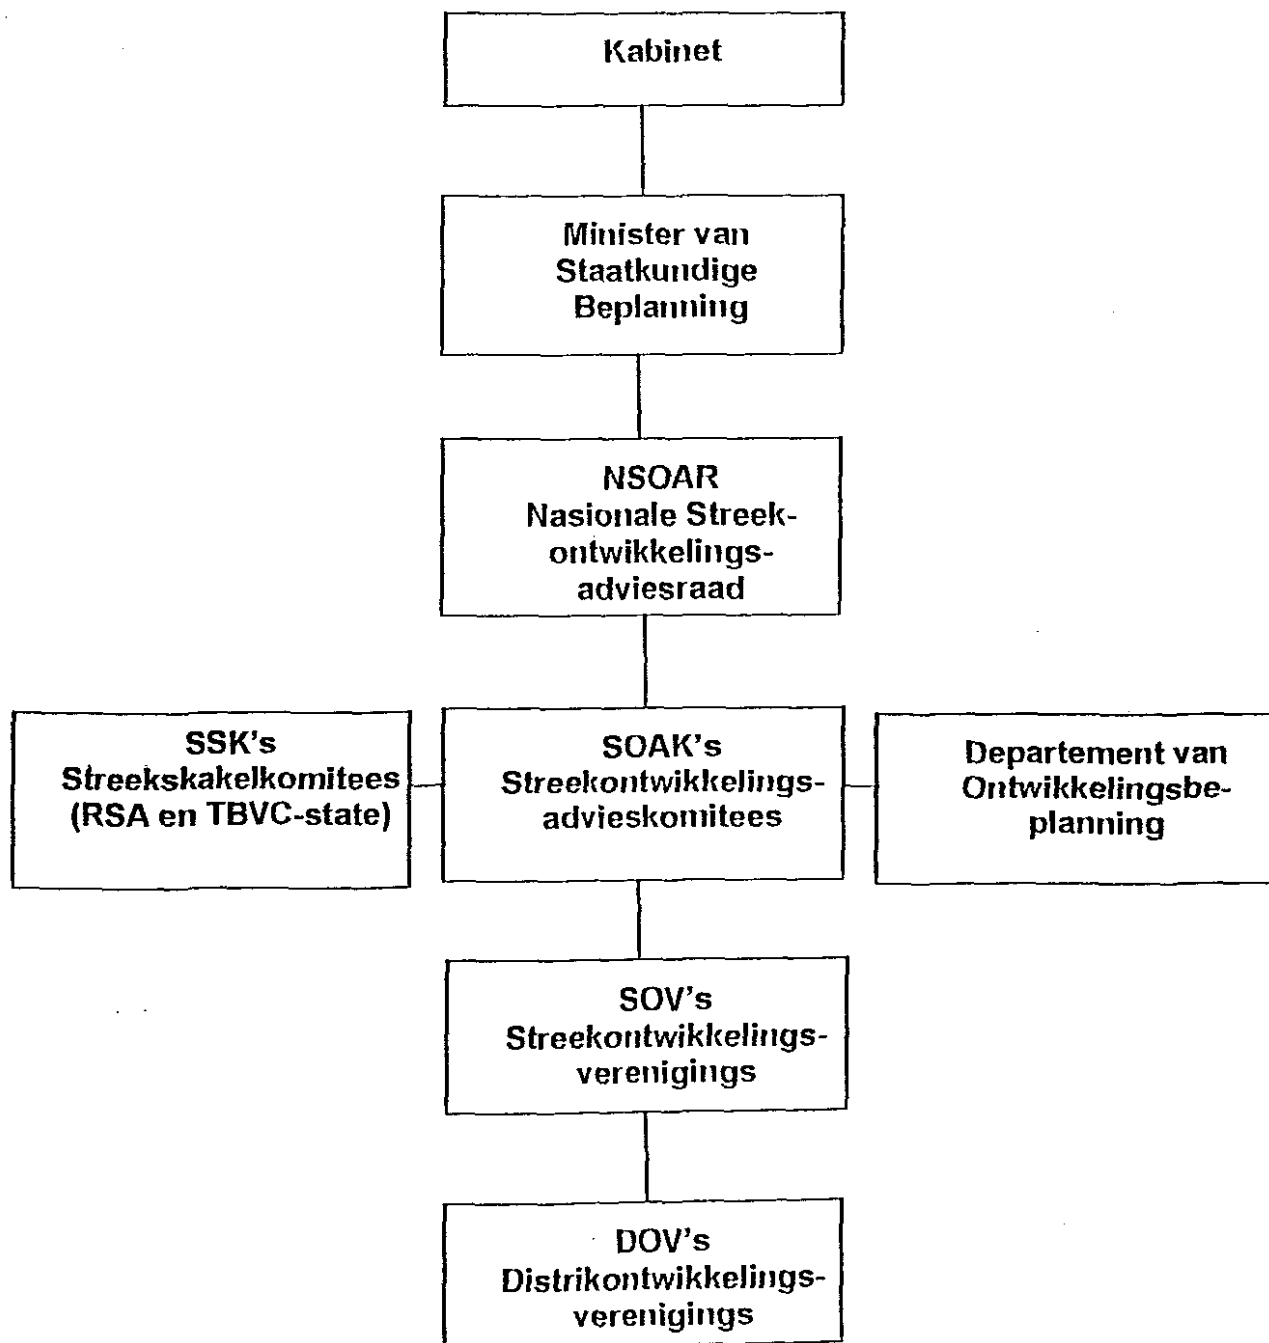 Kabinet
Minister van
Staatkundige
Beplanning
NSOAR
Nasionale Streek-
ontwikkelings-
adviesraad
SSK's
Streekskakelkomitees
(RSA en TBVC-state)
SOAK's
Streekontwikkelings-
advieskomitees
Departement van
Ontwikkelingsbe-
planning
SOV's
Streekontwikkelings-
verenigings
DOV's
Distrikontwikkelings-
verenigings